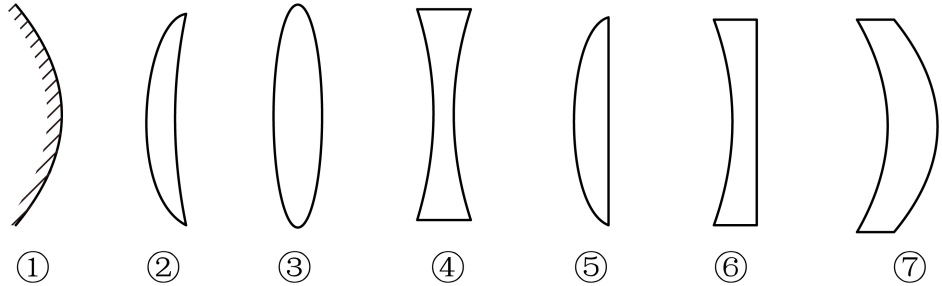 ① ② ③ ④ ⑤ ⑥ ⑦